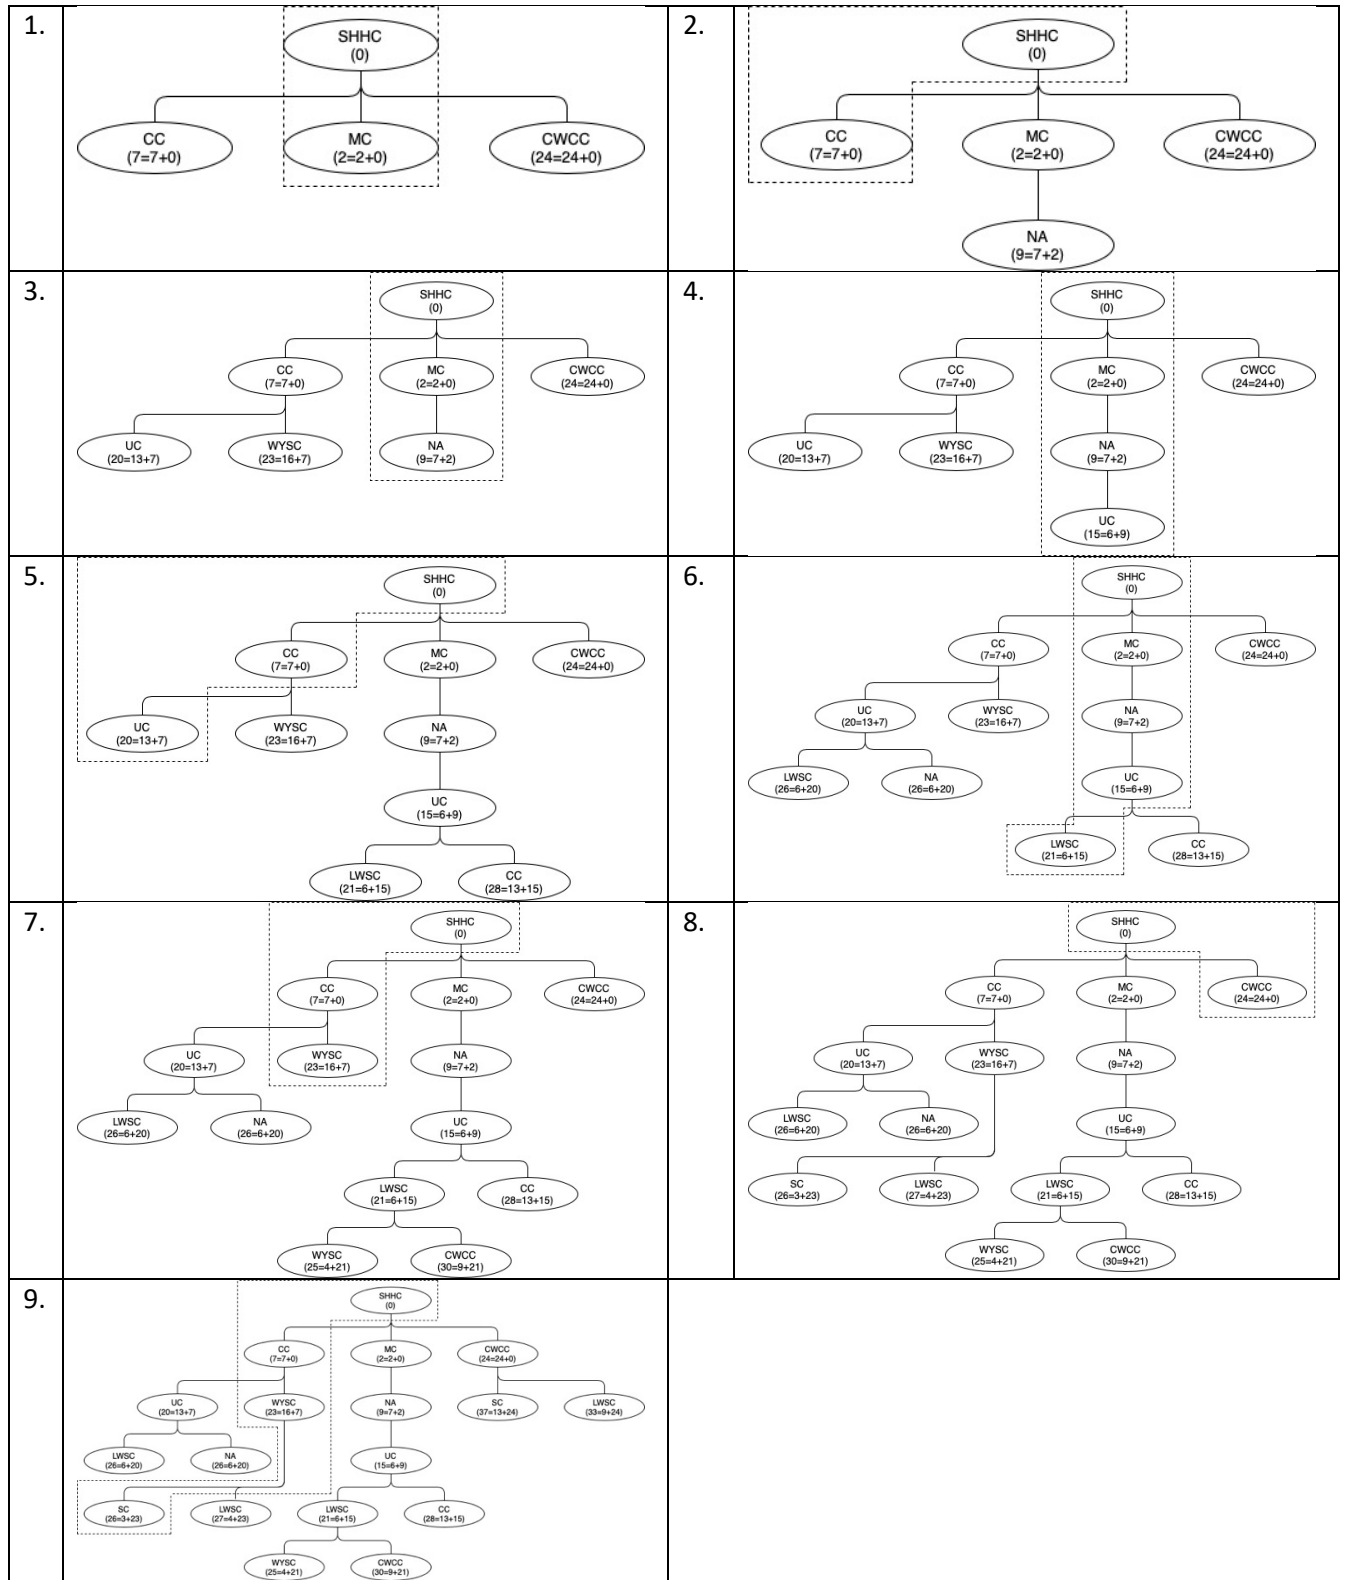 1.
SHHC
(0)
CC
(7=7+0)
MC
(2=2+0)
CWCC
(24=24+0)
2.
SHHC
(0)
CC
(7=7+0)
MC
(2=2+0)
CWCC
(24=24+0)
NA
(9=7+2)
3.
SHHC
(0)
CC
(7=7+0)
MC
(2=2+0)
CWCC
(24=24+0)
UC
(20=13+7)
WYSC
(23=16+7)
NA
(9=7+2)
4.
SHHC
(0)
CC
(7=7+0)
MC
(2=2+0)
CWCC
(24=24+0)
UC
(20=13+7)
WYSC
(23=16+7)
NA
(9=7+2)
UC
(15=6+9)
5.
SHHC
(0)
CC
(7=7+0)
MC
(2=2+0)
CWCC
(24=24+0)
UC
(20=13+7)
WYSC
(23=16+7)
NA
(9=7+2)
UC
(15=6+9)
LWSC
(21=6+15)
CC
(28=13+15)
6.
SHHC
(0)
CC
(7=7+0)
MC
(2=2+0)
CWCC
(24=24+0)
UC
(20=13+7)
WYSC
(23=16+7)
NA
(9=7+2)
LWSC
(26=6+20)
NA
(26=6+20)
UC
(15=6+9)
LWSC
(21=6+15)
CC
(28=13+15)
7.
SHHC
(0)
CC
(7=7+0)
MC
(2=2+0)
CWCC
(24=24+0)
UC
(20=13+7)
WYSC
(23=16+7)
NA
(9=7+2)
LWSC
(26=6+20)
NA
(26=6+20)
UC
(15=6+9)
LWSC
(21=6+15)
CC
(28=13+15)
WYSC
(25=4+21)
CWCC
(30=9+21)
8.
SHHC
(0)
CC
(7=7+0)
MC
(2=2+0)
CWCC
(24=24+0)
UC
(20=13+7)
WYSC
(23=16+7)
NA
(9=7+2)
LWSC
(26=6+20)
NA
(26=6+20)
UC
(15=6+9)
SC
(26=3+23)
LWSC
(27=4+23)
LWSC
(21=6+15)
CC
(28=13+15)
WYSC
(25=4+21)
CWCC
(30=9+21)
9.
SHHC
(0)
CC
(7=7+0)
MC
(2=2+0)
CWCC
(24=24+0)
UC
(20=13+7)
WYSC
(23=16+7)
NA
(9=7+2)
SC
(37=13+24)
LWSC
(33=9+24)
LWSC
(26=6+20)
NA
(26=6+20)
UC
(15=6+9)
SC
(26=3+23)
LWSC
(27=4+23)
LWSC
(21=6+15)
CC
(28=13+15)
WYSC
(25=4+21)
CWCC
(30=9+21)